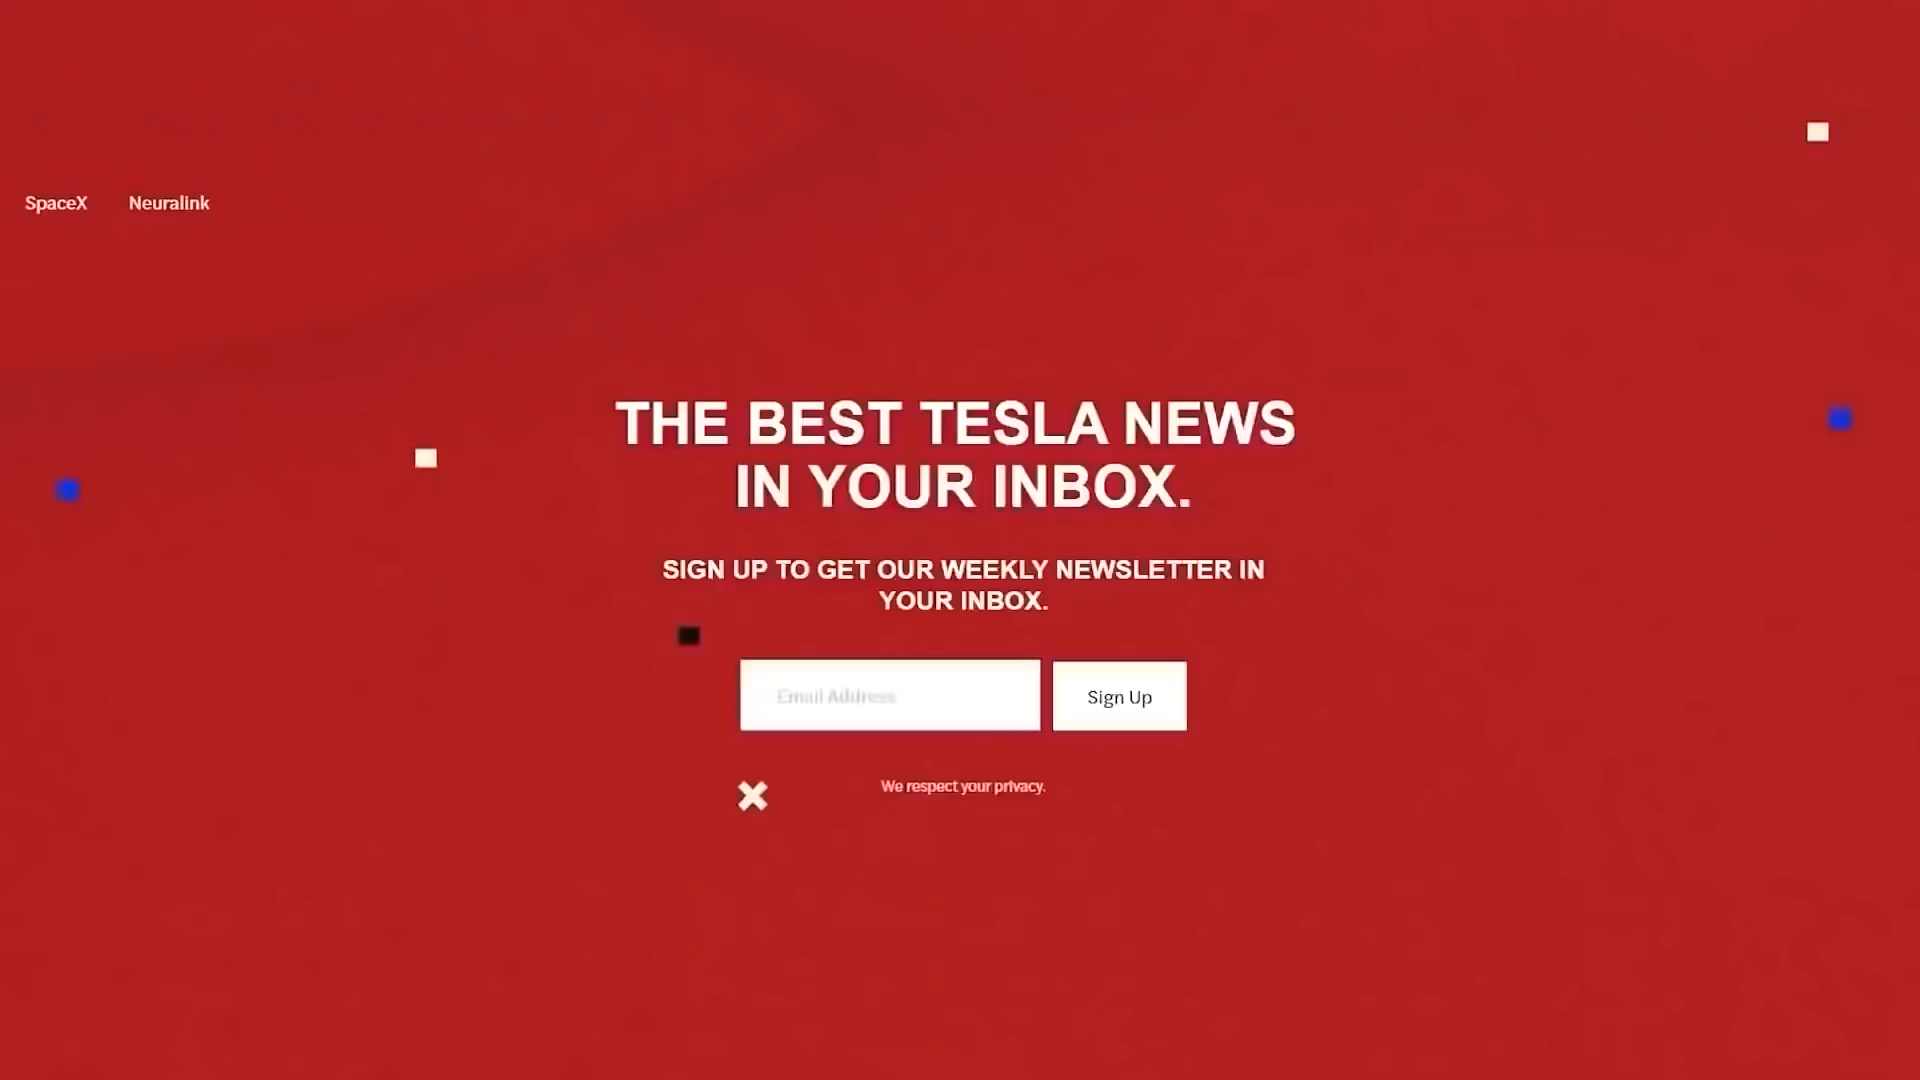 SpaceX Neuralink
THE BEST TESLA NEWS
IN YOUR INBOX.
SIGN UP TO GET OUR WEEKLY NEWSLETTER IN
YOUR INBOX.
Email Address
Sign Up
We respect your privacy.